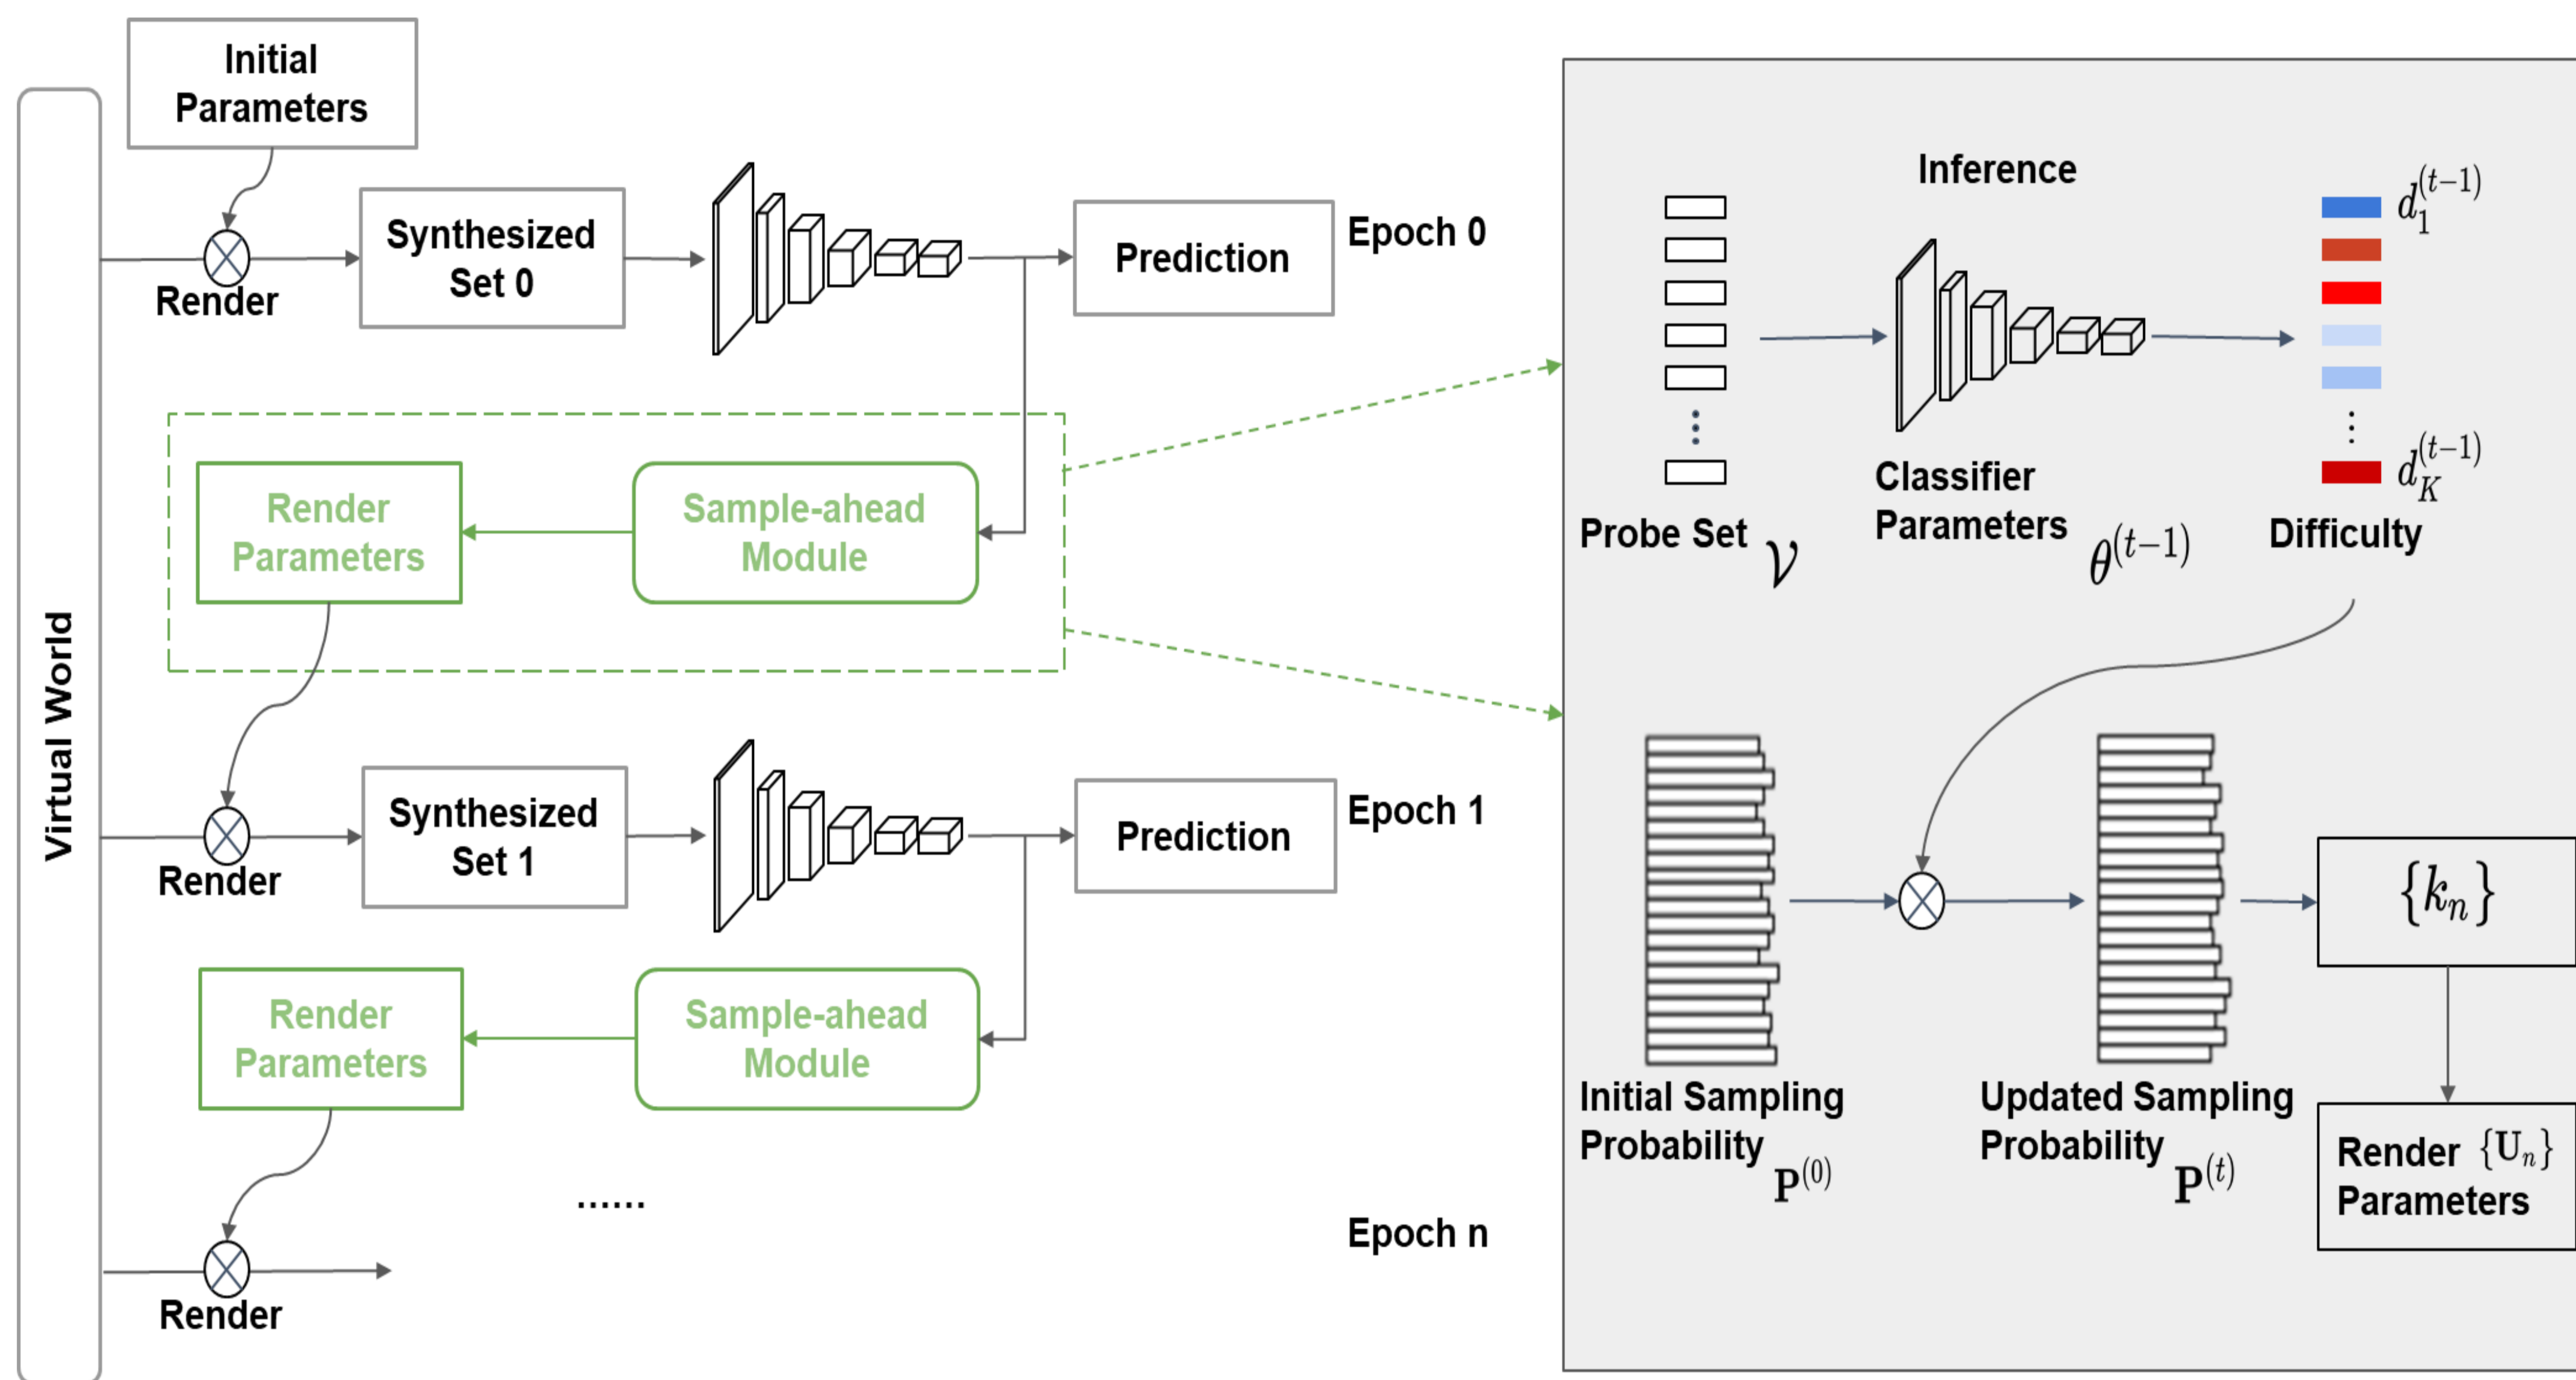 Virtual World
Initial
Parameters
Render
Synthesized
Set 0
Prediction
Epoch 0
Render
Parameters
Sample-ahead
Module
Render
Synthesized
Set 1
Prediction
Epoch 1
Render
Parameters
Sample-ahead
Module
Render
......
Epoch n
Inference
Probe Set 𝒱
Classifier
Parameters θ^(t−1)
d_1^(t−1)
⋮
d_K^(t−1)
Difficulty
Initial Sampling
Probability P^(0)
Updated Sampling
Probability P^(t)
{k_n}
Render {U_n}
Parameters